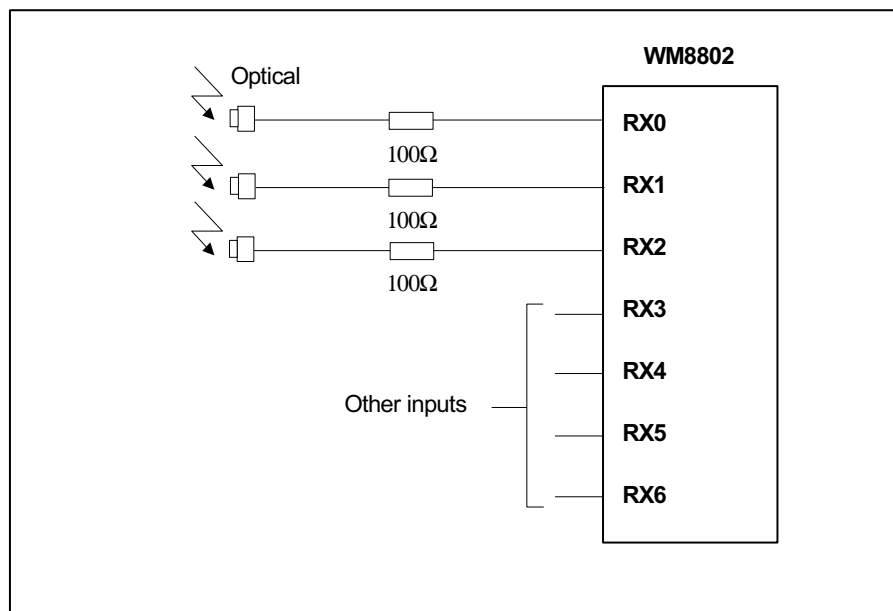 WM8802
Optical
RX0
100Ω
RX1
100Ω
RX2
100Ω
RX3
RX4
Other inputs
RX5
RX6